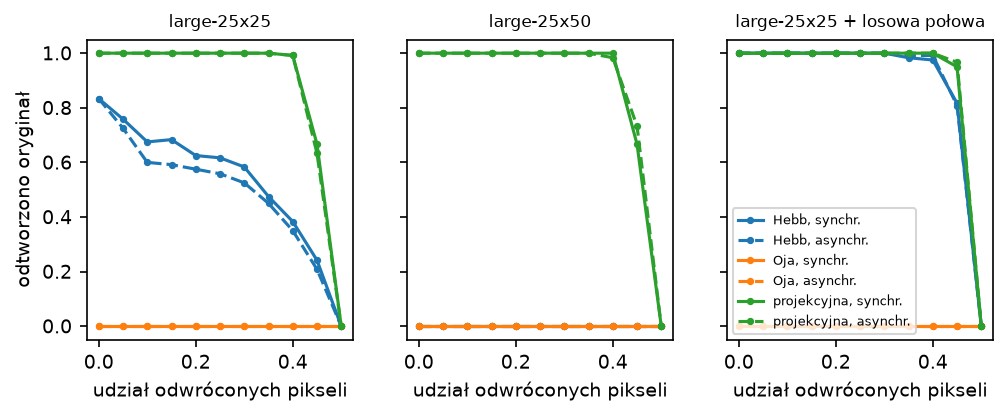 large-25x25
large-25x50
large-25x25 + losowa połowa
odtworzono oryginał
1.0
0.8
0.6
0.4
0.2
0.0
0.0 0.2 0.4
0.0 0.2 0.4
0.0 0.2 0.4
udział odwróconych pikseli
udział odwróconych pikseli
udział odwróconych pikseli
Hebb, synchr.
Hebb, asynchr.
Oja, synchr.
Oja, asynchr.
projekcyjna, synchr.
projekcyjna, asynchr.